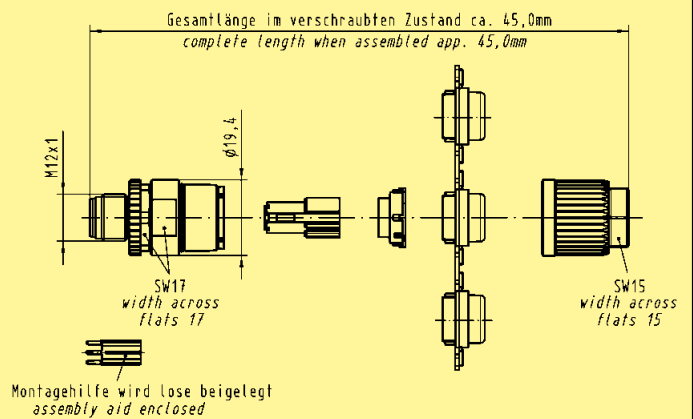 Gesamtlänge im verschraubten Zustand ca. 45,0mm
complete length when assembled app. 45,0mm
M12x1
ø19,4
SW17
width across
flats 17
SW15
width across
flats 15
Montagehilfe wird lose beigelegt
assembly aid enclosed